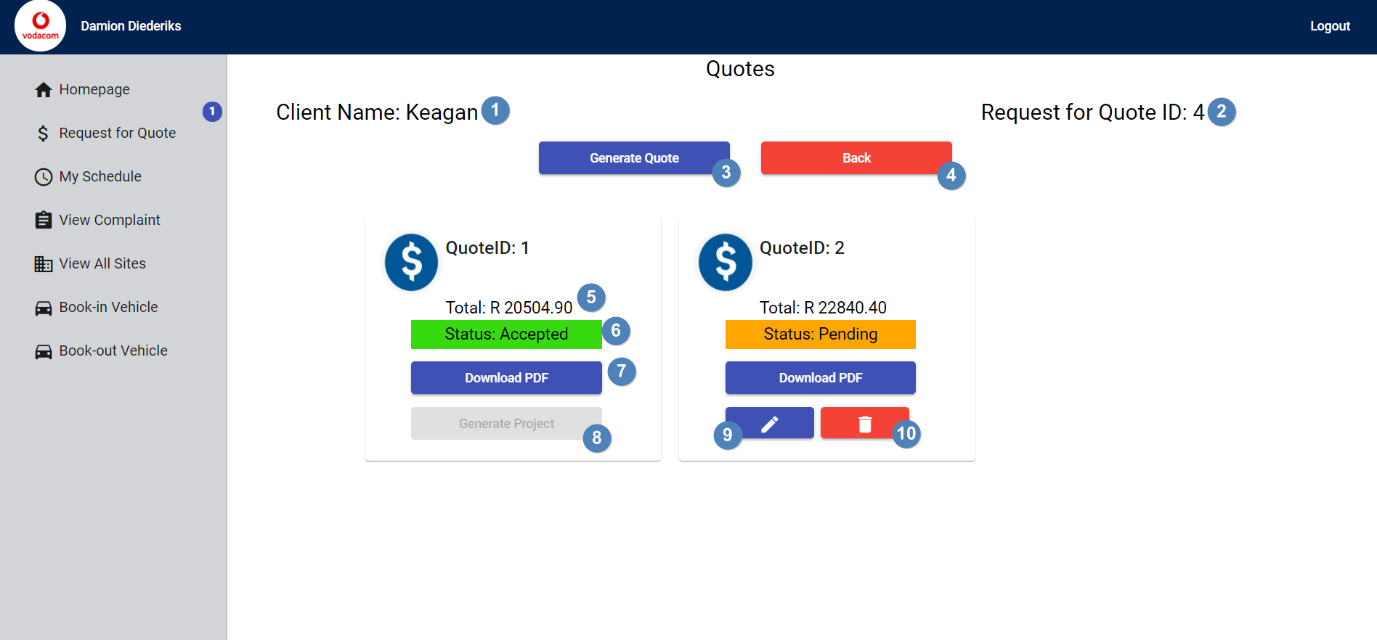 vodacom
Damion Diederiks
Logout
Homepage
1
Request for Quote
My Schedule
View Complaint
View All Sites
Book-in Vehicle
Book-out Vehicle
Quotes
Client Name: Keagan 1
Request for Quote ID: 4 2
Generate Quote 3
Back 4
$ QuoteID: 1
Total: R 20504.90 5
Status: Accepted 6
Download PDF 7
Generate Project 8
$ QuoteID: 2
Total: R 22840.40
Status: Pending
Download PDF
9 10